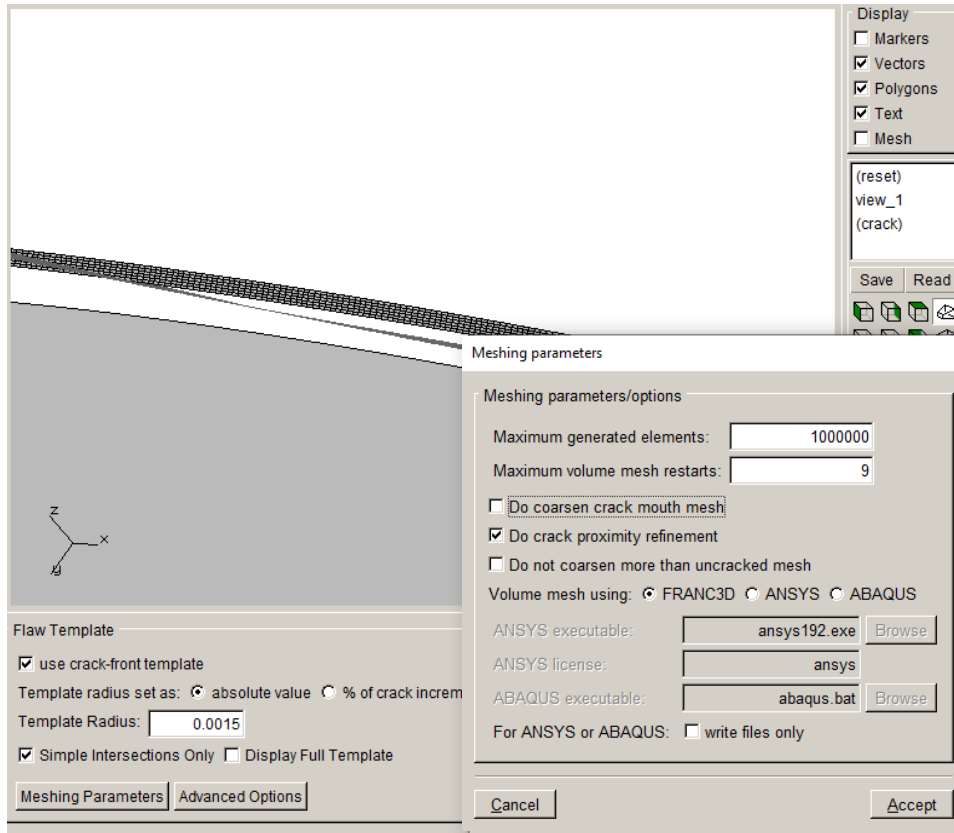 Display
Markers
Vectors
Polygons
Text
Mesh
(reset)
view_1
(crack)
Save Read
z
x
y
Meshing parameters
Meshing parameters/options
Maximum generated elements: 1000000
Maximum volume mesh restarts: 9
Do coarsen crack mouth mesh
Do crack proximity refinement
Do not coarsen more than uncracked mesh
Volume mesh using: FRANC3D ANSYS ABAQUS
ANSYS executable: ansys192.exe Browse
ANSYS license: ansys
ABAQUS executable: abaqus.bat Browse
For ANSYS or ABAQUS: write files only
Cancel Accept
Flaw Template
use crack-front template
Template radius set as: absolute value % of crack increm
Template Radius: 0.0015
Simple Intersections Only Display Full Template
Meshing Parameters Advanced Options